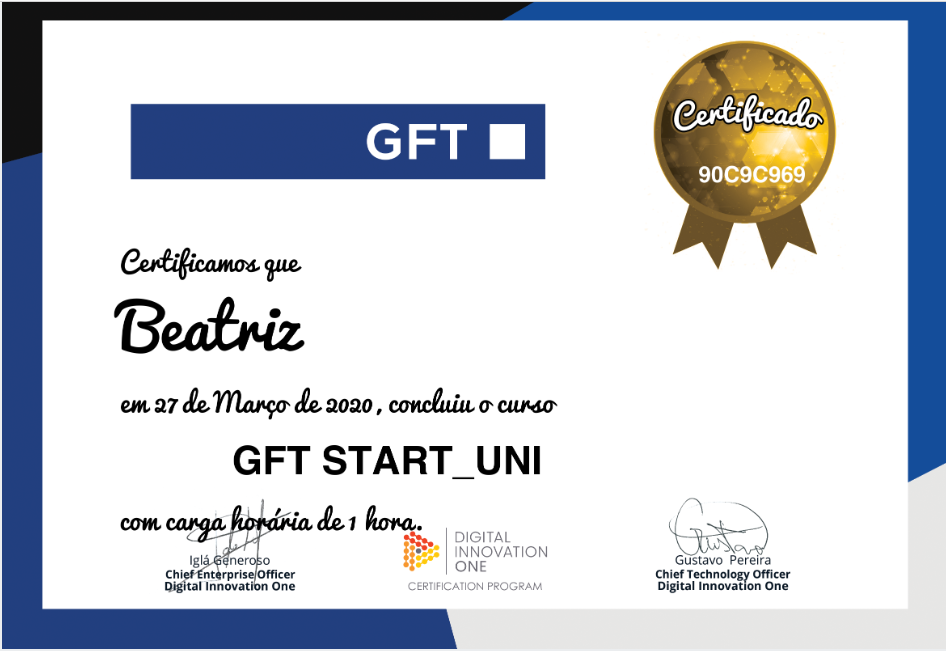 GFT
Certificado
90C9C969
Certificamos que
Beatriz
em 27 de Março de 2020, concluiu o curso
GFT START_UNI
com carga horária de 1 hora.
Iglá Generoso
Chief Enterprise Officer
Digital Innovation One
DIGITAL
INNOVATION
ONE
CERTIFICATION PROGRAM
Gustavo
Gustavo Pereira
Chief Technology Officer
Digital Innovation One